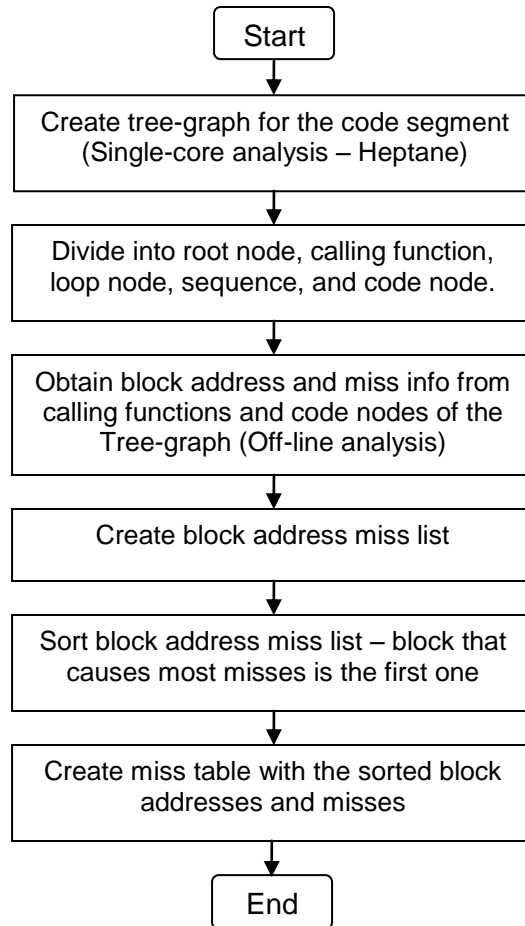 Start
Create tree-graph for the code segment
(Single-core analysis – Heptane)
Divide into root node, calling function,
loop node, sequence, and code node.
Obtain block address and miss info from
calling functions and code nodes of the
Tree-graph (Off-line analysis)
Create block address miss list
Sort block address miss list – block that
causes most misses is the first one
Create miss table with the sorted block
addresses and misses
End